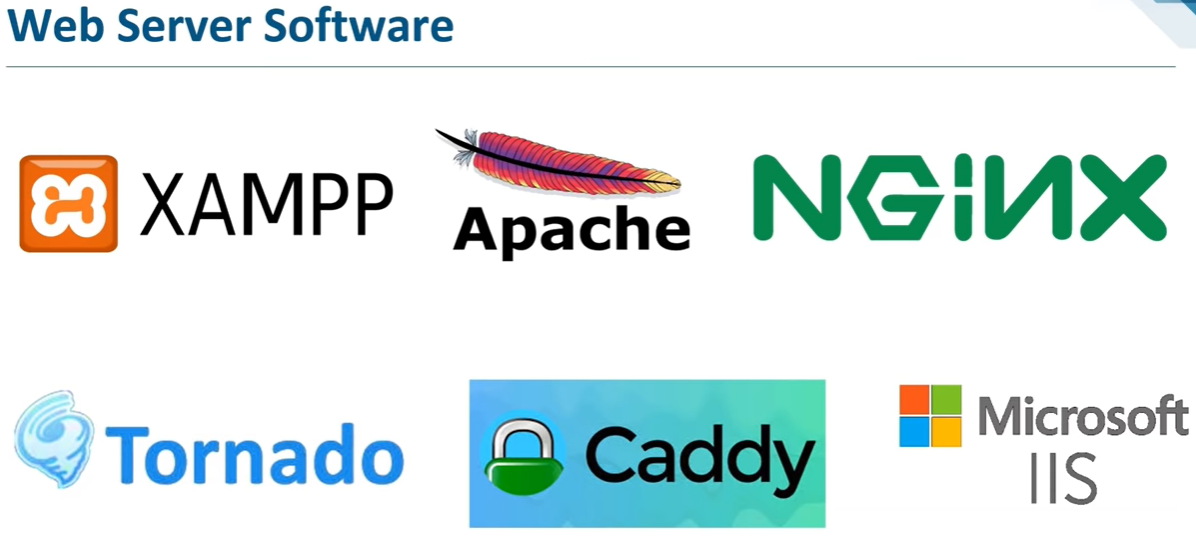 Web Server Software
XAMPP
Apache
NGINX
Tornado
Caddy
Microsoft
IIS